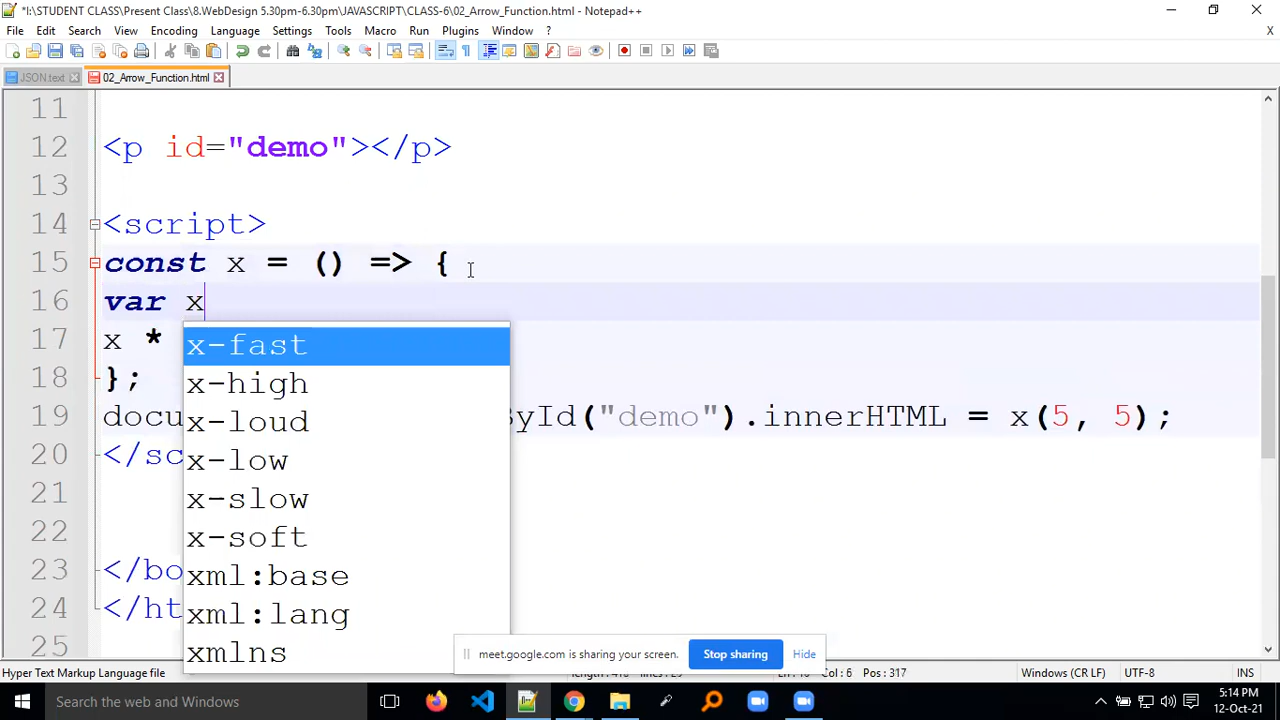 *I:\STUDENT CLASS\Present Class\8.WebDesign 5.30pm-6.30pm\JAVASCRIPT\CLASS-6\02_Arrow_Function.html - Notepad++
File Edit Search View Encoding Language Settings Tools Macro Run Plugins Window ? X
JSON.text 02_Arrow_Function.html
11
12 <p id="demo"></p>
13
14 <script>
15 const x = () => {
16 var x
17 x *
18 };
19 docu ById("demo").innerHTML = x(5, 5);
20 </sc
21
22
23 </bo
24 </ht
25
x-fast
x-high
x-loud
x-low
x-slow
x-soft
xml:base
xml:lang
xmlns
meet.google.com is sharing your screen. Stop sharing Hide
Hyper Text Markup Language file Col : 6 Pos : 317 Windows (CR LF) UTF-8 INS
Search the web and Windows
5:14 PM
12-Oct-21